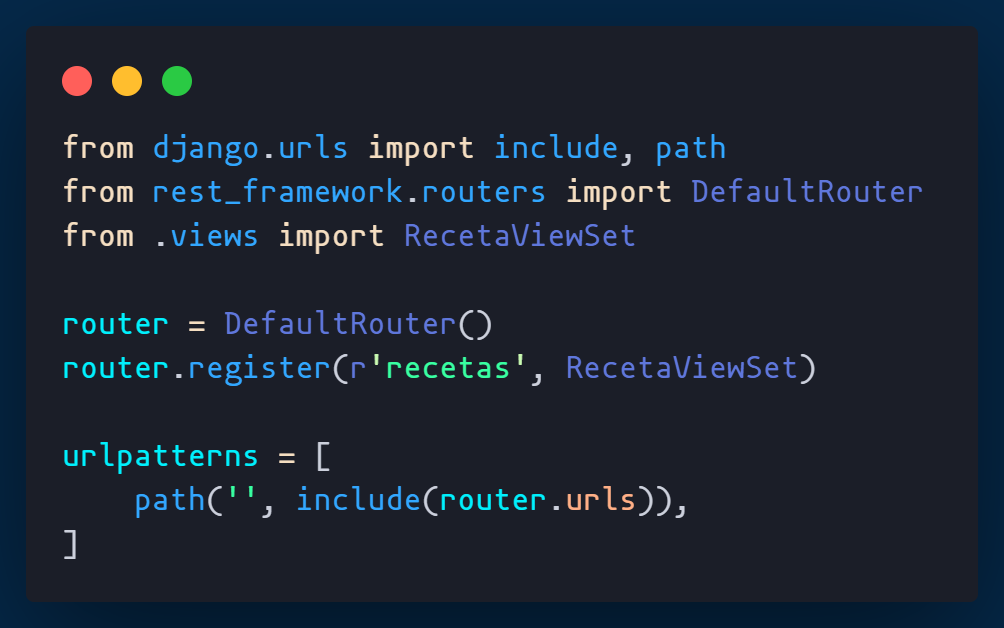 from django.urls import include, path
from rest_framework.routers import DefaultRouter
from .views import RecetaViewSet

router = DefaultRouter()
router.register(r'recetas', RecetaViewSet)

urlpatterns = [
    path('', include(router.urls)),
]